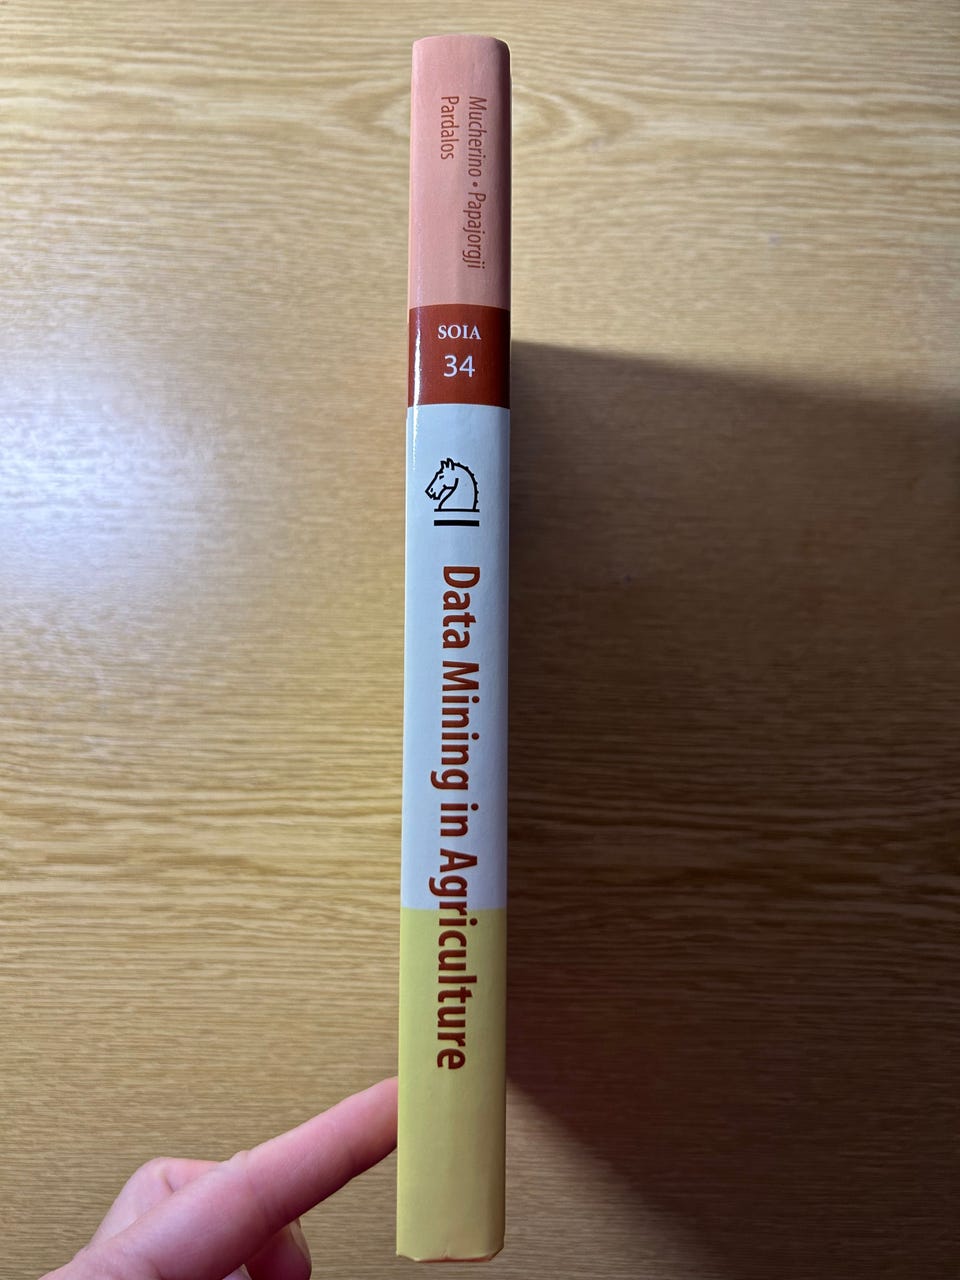 Mucherino • Papajorgji
Pardalos
SOIA
34
Data Mining in Agriculture